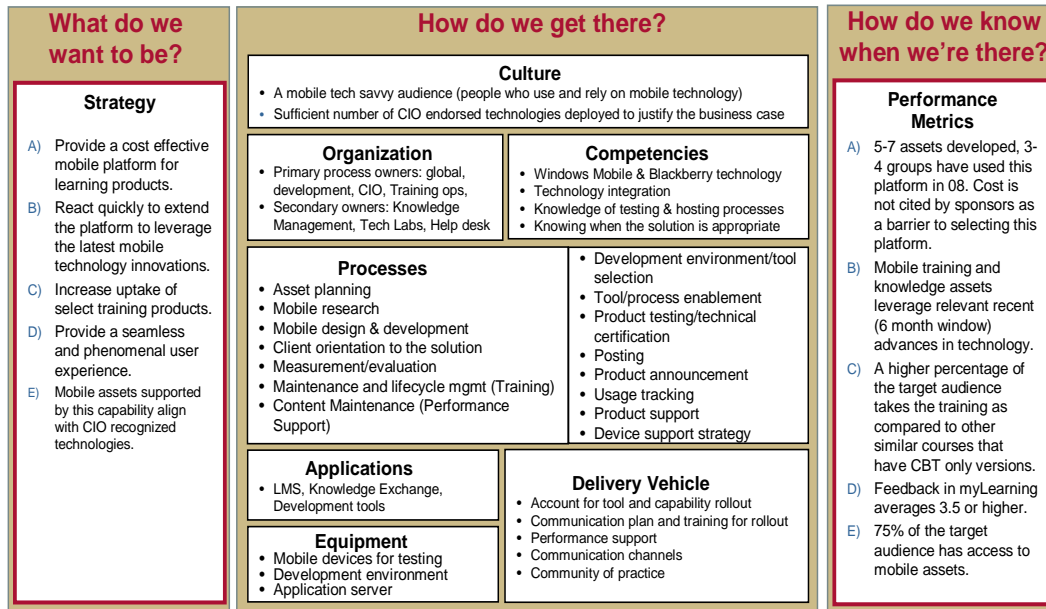 What do we
want to be?
Strategy
A) Provide a cost effective
mobile platform for
learning products.
B) React quickly to extend
the platform to leverage
the latest mobile
technology innovations.
C) Increase uptake of
select training products.
D) Provide a seamless
and phenomenal user
experience.
E) Mobile assets supported
by this capability align
with CIO recognized
technologies.
How do we get there?
Culture
• A mobile tech savvy audience (people who use and rely on mobile technology)
• Sufficient number of CIO endorsed technologies deployed to justify the business case
Organization
• Primary process owners: global,
development, CIO, Training ops,
• Secondary owners: Knowledge
Management, Tech Labs, Help desk
Competencies
• Windows Mobile & Blackberry technology
• Technology integration
• Knowledge of testing & hosting processes
• Knowing when the solution is appropriate
Processes
• Asset planning
• Mobile research
• Mobile design & development
• Client orientation to the solution
• Measurement/evaluation
• Maintenance and lifecycle mgmt (Training)
• Content Maintenance (Performance
Support)
• Development environment/tool
selection
• Tool/process enablement
• Product testing/technical
certification
• Posting
• Product announcement
• Usage tracking
• Product support
• Device support strategy
Applications
• LMS, Knowledge Exchange,
Development tools
Equipment
• Mobile devices for testing
• Development environment
• Application server
Delivery Vehicle
• Account for tool and capability rollout
• Communication plan and training for rollout
• Performance support
• Communication channels
• Community of practice
How do we know
when we're there?
Performance
Metrics
A) 5-7 assets developed, 3-
4 groups have used this
platform in 08. Cost is
not cited by sponsors as
a barrier to selecting this
platform.
B) Mobile training and
knowledge assets
leverage relevant recent
(6 month window)
advances in technology.
C) A higher percentage of
the target audience
takes the training as
compared to other
similar courses that
have CBT only versions.
D) Feedback in myLearning
averages 3.5 or higher.
E) 75% of the target
audience has access to
mobile assets.